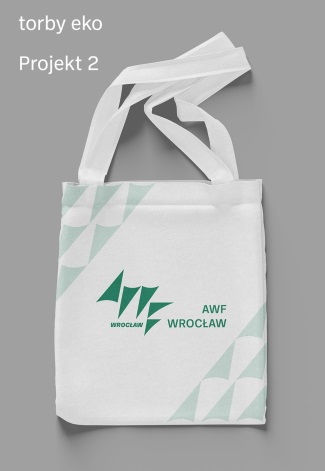 torby eko
Projekt 2
WROCŁAW
AWF
WROCŁAW